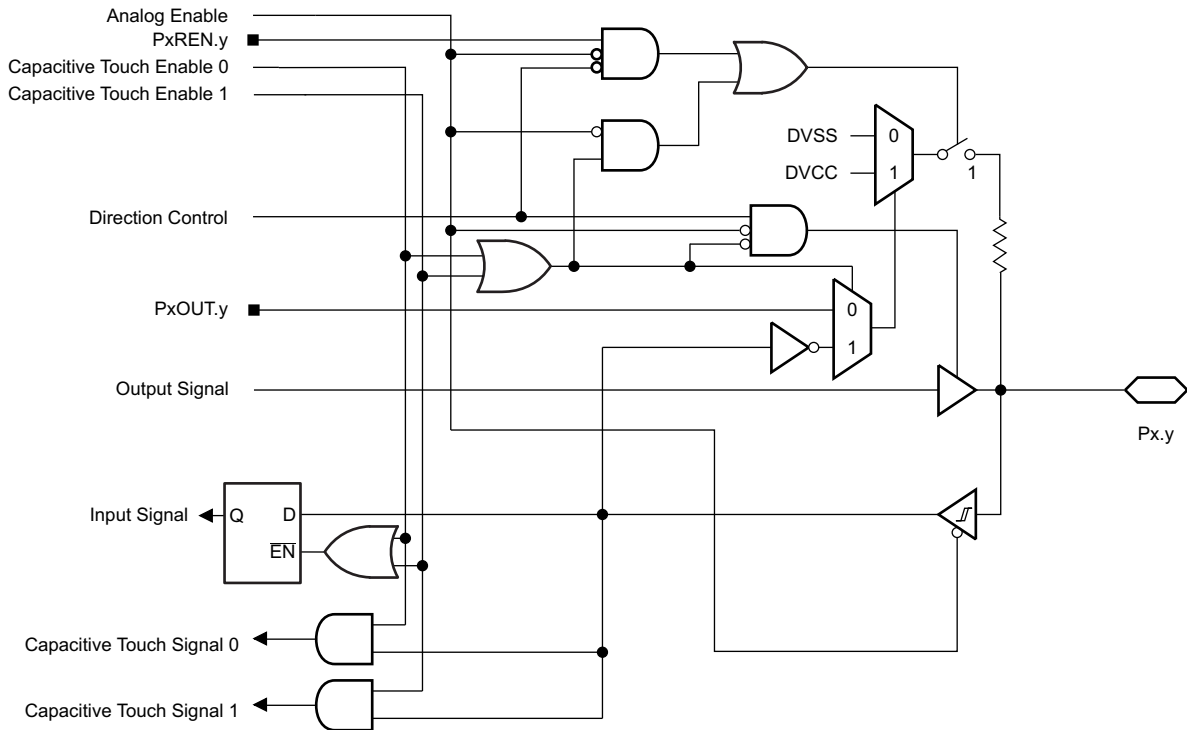 Analog Enable
PxREN.y
Capacitive Touch Enable 0
Capacitive Touch Enable 1
DVSS
0
DVCC
1
1
Direction Control
PxOUT.y
0
1
Output Signal
Px.y
Input Signal
Q
D
EN
Capacitive Touch Signal 0
Capacitive Touch Signal 1